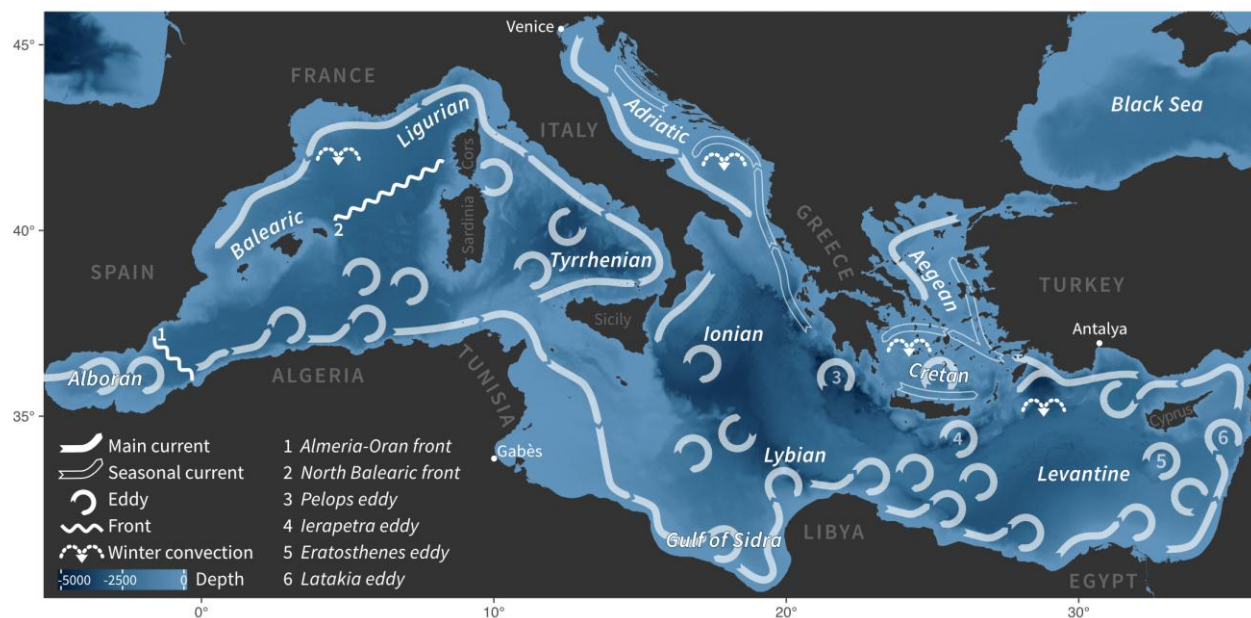 45°
40°
35°
0°
10°
20°
30°
Venice
FRANCE
ITALY
SPAIN
ALGERIA
TUNISIA
Gabès
LIBYA
EGYPT
GREECE
TURKEY
Antalya
Cyprus
Cors
Sardinia
Sicily
Black Sea
Adriatic
Ligurian
Balearic
Tyrrhenian
Alboran
Ionian
Aegean
Cretan
Lybian
Levantine
Gulf of Sidra
1
2
3
4
5
6
Main current
Seasonal current
Eddy
Front
Winter convection
-5000 -2500 0 Depth
1 Almeria-Oran front
2 North Balearic front
3 Pelops eddy
4 Ierapetra eddy
5 Eratosthenes eddy
6 Latakia eddy